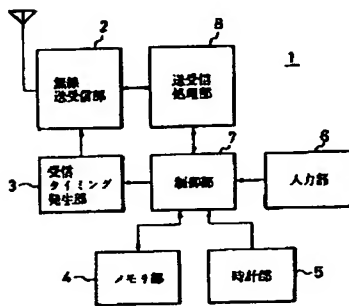 2
8
1
無線
送受信部
送受信
処理部
7
6
3
受信
タイミング
発生部
制御部
入力部
4
メモリ部
時計部
5